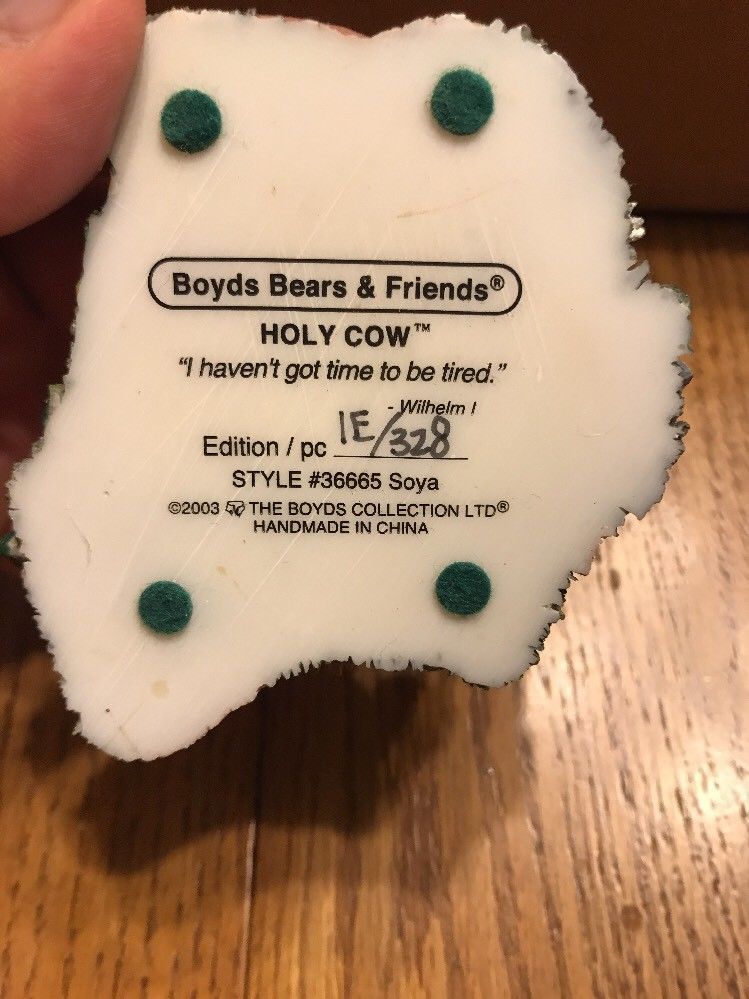 Boyds Bears & Friends®
HOLY COW™
“I haven't got time to be tired.”
- Wilhelm I
Edition / pc 1E/328
STYLE #36665 Soya
©2003 THE BOYDS COLLECTION LTD®
HANDMADE IN CHINA